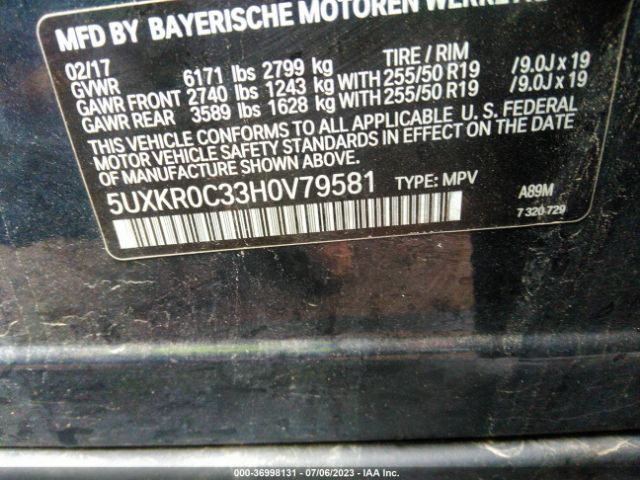 MFD BY BAYERISCHE MOTOREN WERKE
02/17 TIRE / RIM
GVWR 6171 lbs 2799 kg
GAWR FRONT 2740 lbs 1243 kg WITH 255/50 R19 /9.0J x 19
GAWR REAR 3589 lbs 1628 kg WITH 255/50 R19 /9.0J x 19
THIS VEHICLE CONFORMS TO ALL APPLICABLE U. S. FEDERAL
MOTOR VEHICLE SAFETY STANDARDS IN EFFECT ON THE DATE
OF MANUFACTURE SHOWN ABOVE.
5UXKR0C33H0V79581 TYPE: MPV A89M
7 320 729
000-36998131 - 07/06/2023 - IAA Inc.